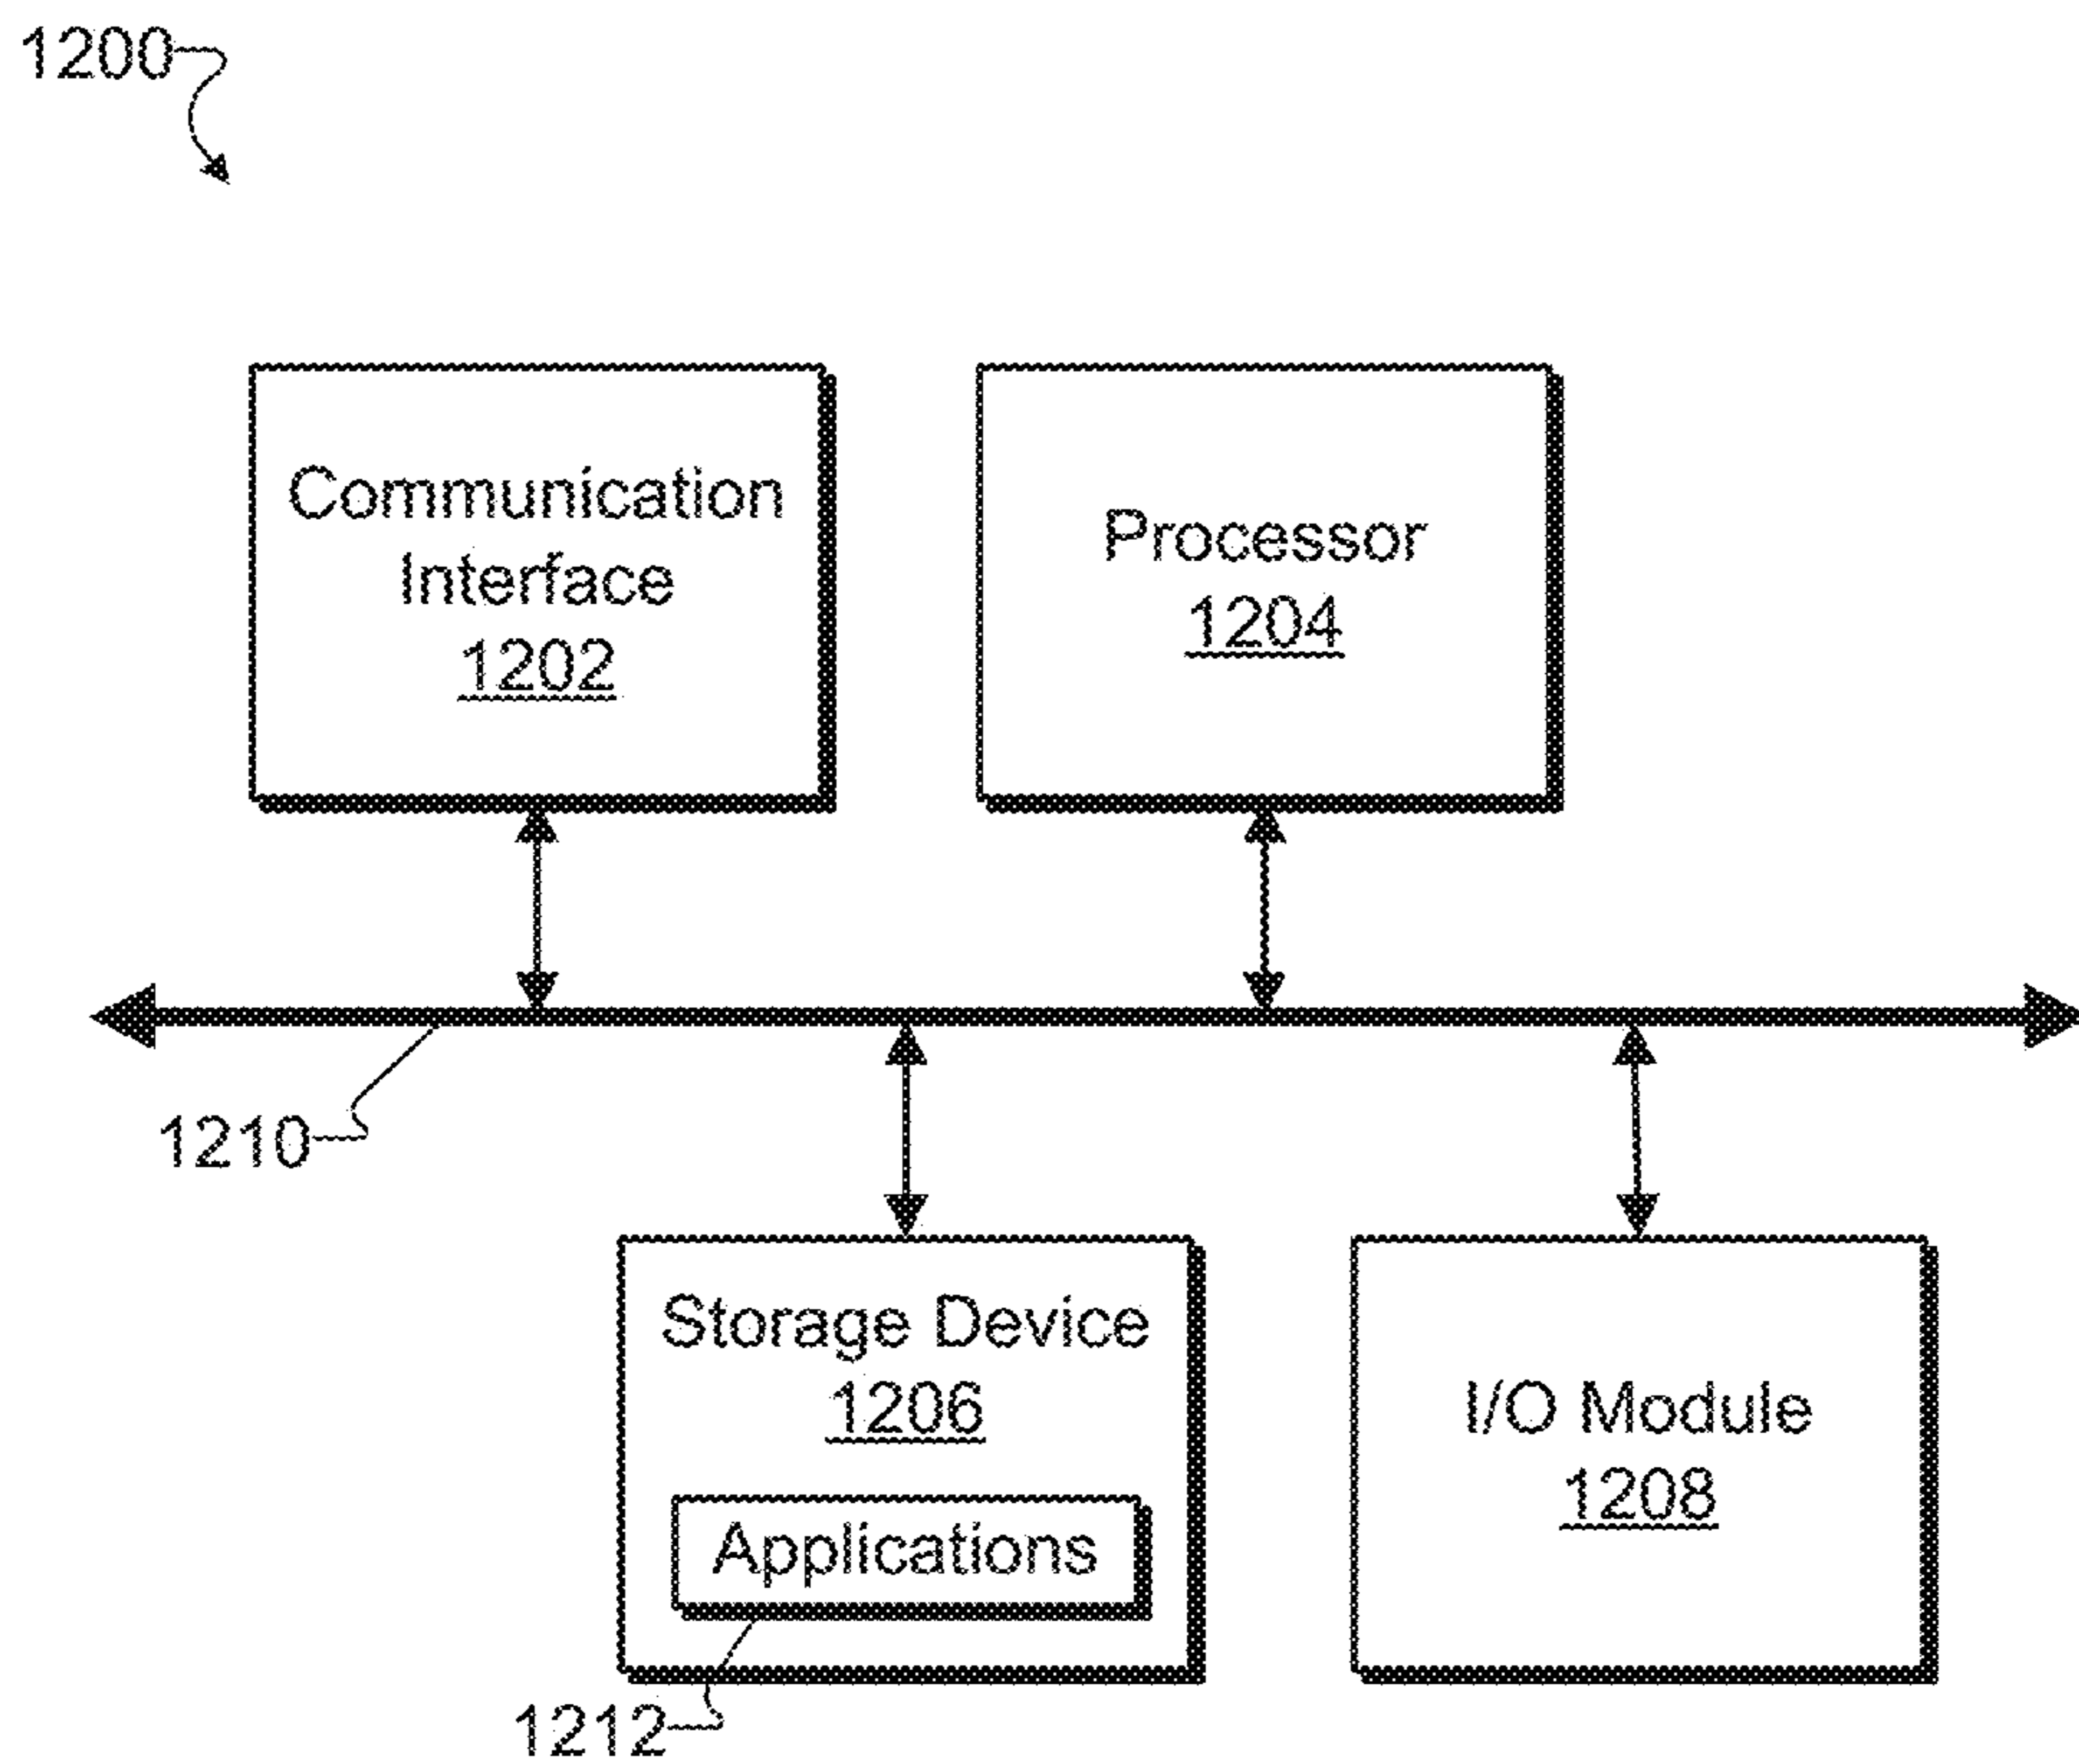 1200
Communication
Interface
1202
Processor
1204
1210
Storage Device
1206
Applications
1212
I/O Module
1208